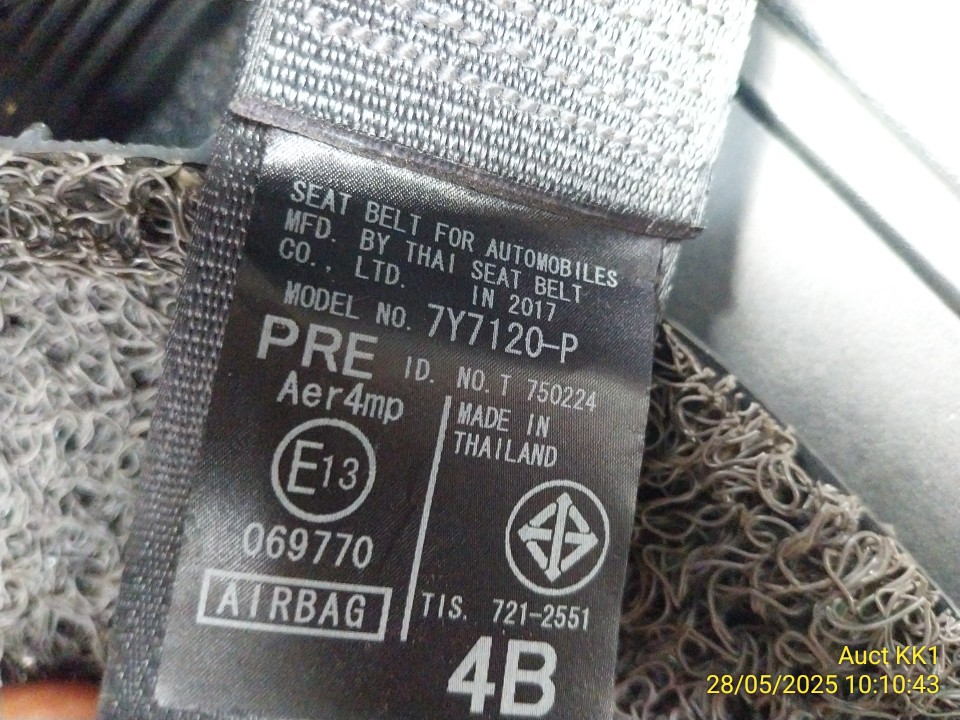 SEAT BELT FOR AUTOMOBILES
MFD. BY THAI SEAT BELT
CO., LTD. IN 2017
MODEL NO. 7Y7120-P
PRE ID. NO. T 750224
Aer4mp
MADE IN
THAILAND
E13
069770
AIRBAG
TIS. 721-2551
4B
Auct KK1
28/05/2025 10:10:43